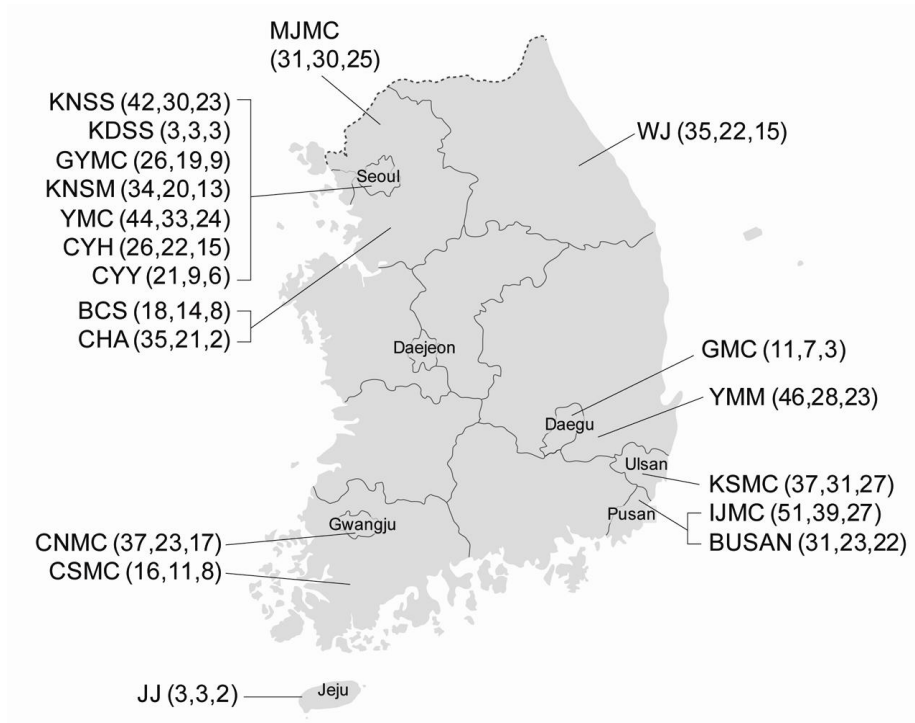 MJMC
(31,30,25)
KNSS (42,30,23)
KDSS (3,3,3)
GYMC (26,19,9)
KNSM (34,20,13)
YMC (44,33,24)
CYH (26,22,15)
CYY (21,9,6)
BCS (18,14,8)
CHA (35,21,2)
WJ (35,22,15)
Seoul
Daejeon
GMC (11,7,3)
YMM (46,28,23)
Daegu
Ulsan
KSMC (37,31,27)
Pusan
IJMC (51,39,27)
BUSAN (31,23,22)
Gwangju
CNMC (37,23,17)
CSMC (16,11,8)
JJ (3,3,2)
Jeju